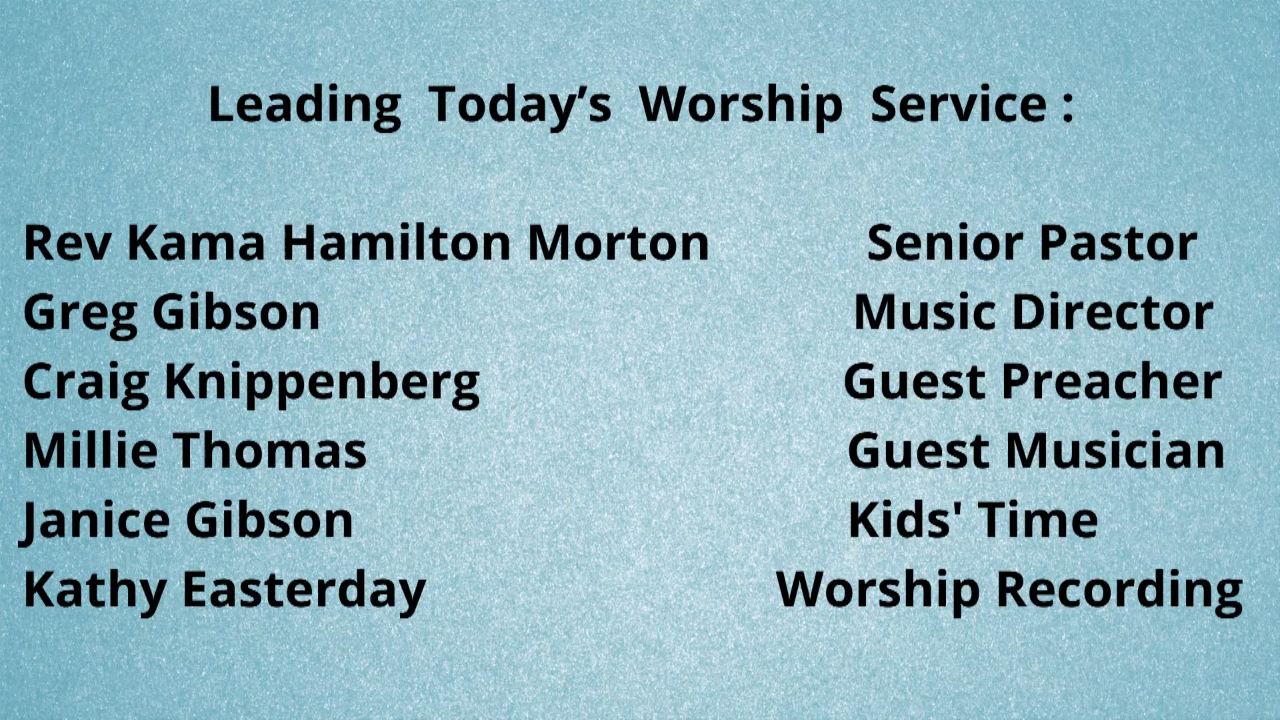 Leading Today’s Worship Service :
Rev Kama Hamilton Morton Senior Pastor
Greg Gibson Music Director
Craig Knippenberg Guest Preacher
Millie Thomas Guest Musician
Janice Gibson Kids' Time
Kathy Easterday Worship Recording